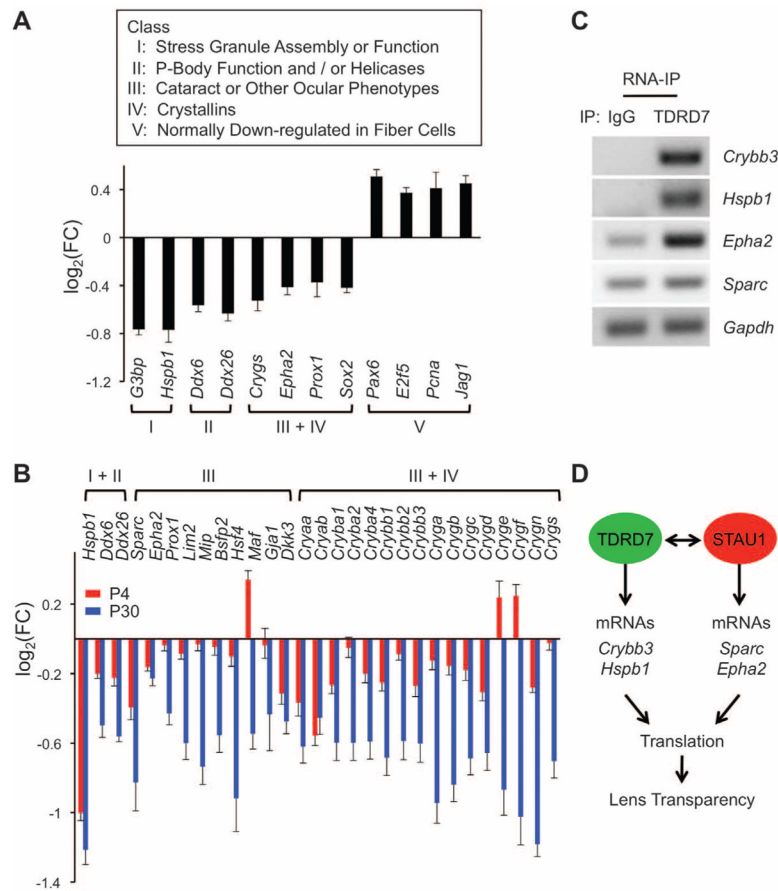 A
Class
I: Stress Granule Assembly or Function
II: P-Body Function and / or Helicases
III: Cataract or Other Ocular Phenotypes
IV: Crystallins
V: Normally Down-regulated in Fiber Cells
log2(FC)
0.4
0
-0.4
-0.8
-1.2
G3bp
Hspb1
Ddx6
Ddx26
Crygs
Epha2
Prox1
Sox2
Pax6
E2f5
Pcna
Jag1
I
II
III + IV
V
C
RNA-IP
IP: IgG TDRD7
Crybb3
Hspb1
Epha2
Sparc
Gapdh
B
I + II
III
III + IV
Hspb1
Ddx6
Ddx26
Sparc
Epha2
Prox1
Lim2
Mip
Bsfp2
Hsf4
Maf
Gja1
Dkk3
Cryaa
Cryab
Cryba1
Cryba2
Cryba4
Crybb1
Crybb2
Crybb3
Cryga
Crygb
Crygc
Crygd
Cryge
Crygf
Crygn
Crygs
log2(FC)
0.2
-0.2
-0.6
-1
-1.4
P4
P30
D
TDRD7
STAU1
mRNAs mRNAs
Crybb3 Sparc
Hspb1 Epha2
Translation
Lens Transparency